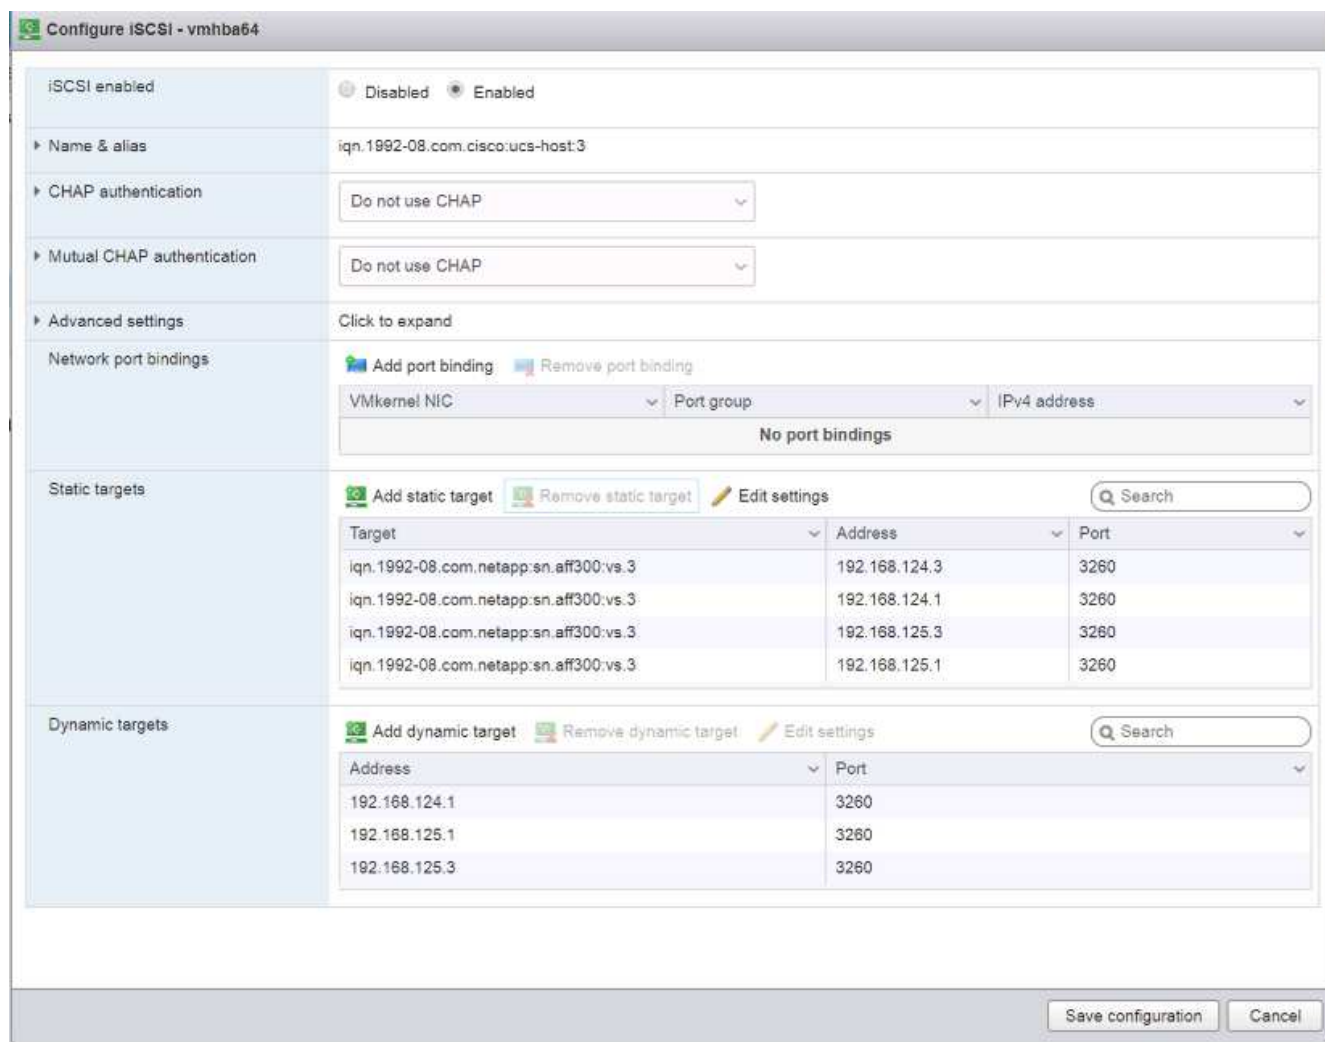 Configure iSCSI - vmhba64
iSCSI enabled Disabled Enabled
Name & alias iqn.1992-08.com.cisco:ucs-host:3
CHAP authentication Do not use CHAP
Mutual CHAP authentication Do not use CHAP
Advanced settings Click to expand
Network port bindings Add port binding Remove port binding
VMkernel NIC Port group IPv4 address
No port bindings
Static targets Add static target Remove static target Edit settings Search
Target Address Port
iqn.1992-08.com.netapp:sn.aff300:vs.3 192.168.124.3 3260
iqn.1992-08.com.netapp:sn.aff300:vs.3 192.168.124.1 3260
iqn.1992-08.com.netapp:sn.aff300:vs.3 192.168.125.3 3260
iqn.1992-08.com.netapp:sn.aff300:vs.3 192.168.125.1 3260
Dynamic targets Add dynamic target Remove dynamic target Edit settings Search
Address Port
192.168.124.1 3260
192.168.125.1 3260
192.168.125.3 3260
Save configuration Cancel